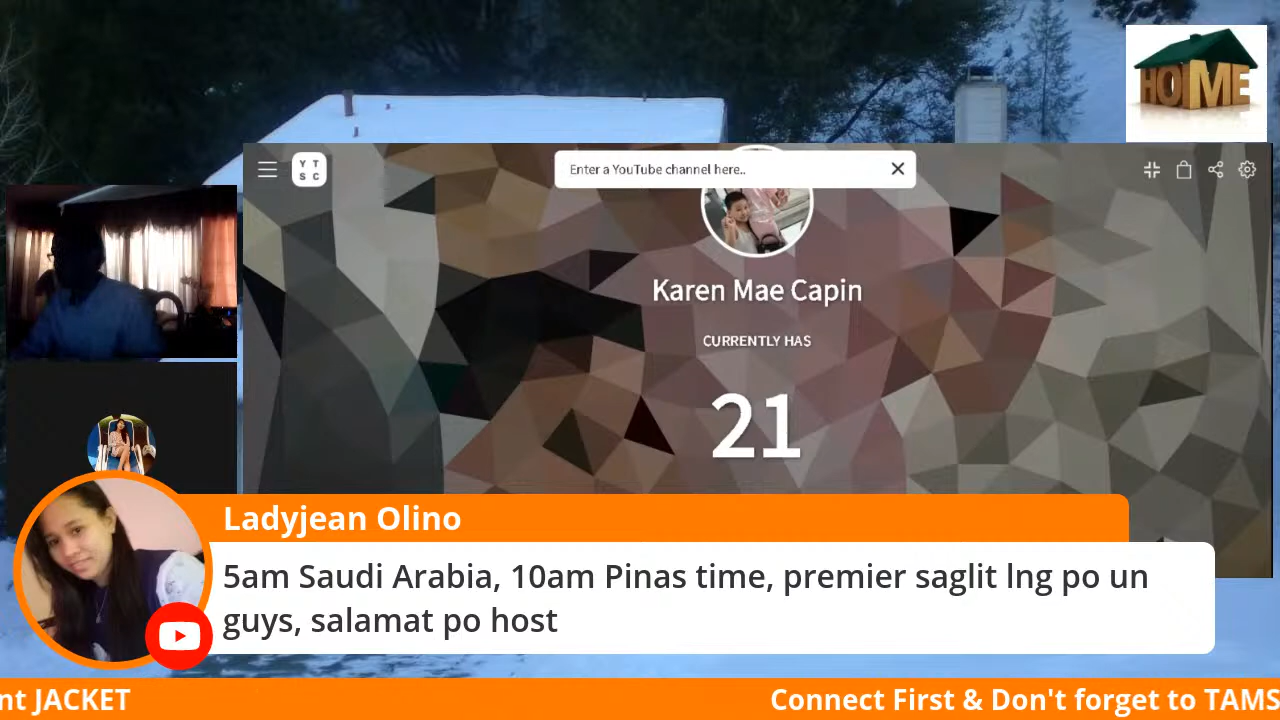 HOME
Y T
S C
Enter a YouTube channel here..
Karen Mae Capin
CURRENTLY HAS
21
Ladyjean Olino
5am Saudi Arabia, 10am Pinas time, premier saglit lng po un
guys, salamat po host
nt JACKET
Connect First & Don't forget to TAMS